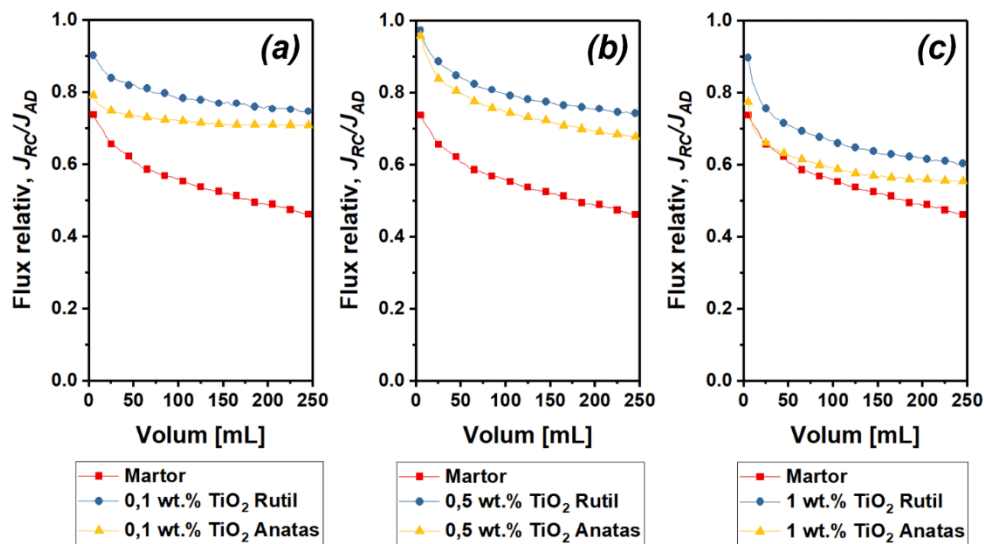 (a)
Flux relativ, J_RC/J_AD
1.0
0.8
0.6
0.4
0.2
0.0
0 50 100 150 200 250
Volum [mL]
Martor
0,1 wt.% TiO₂ Rutil
0,1 wt.% TiO₂ Anatas
(b)
Flux relativ, J_RC/J_AD
1.0
0.8
0.6
0.4
0.2
0.0
0 50 100 150 200 250
Volum [mL]
Martor
0,5 wt.% TiO₂ Rutil
0,5 wt.% TiO₂ Anatas
(c)
Flux relativ, J_RC/J_AD
1.0
0.8
0.6
0.4
0.2
0.0
0 50 100 150 200 250
Volum [mL]
Martor
1 wt.% TiO₂ Rutil
1 wt.% TiO₂ Anatas